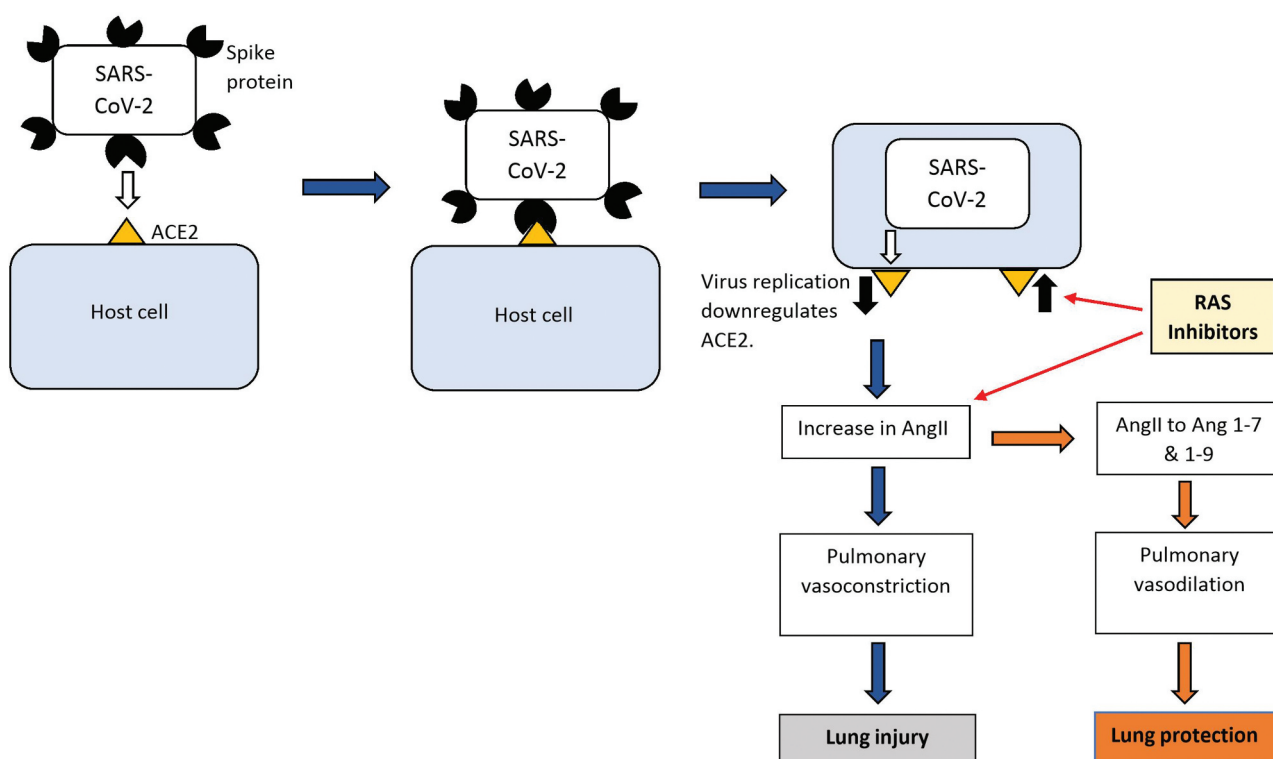 SARS-
CoV-2
Spike
protein
ACE2
Host cell
SARS-
CoV-2
Host cell
SARS-
CoV-2
Virus replication
downregulates
ACE2.
RAS
Inhibitors
Increase in AngII
AngII to Ang 1-7
& 1-9
Pulmonary
vasoconstriction
Pulmonary
vasodilation
Lung injury
Lung protection